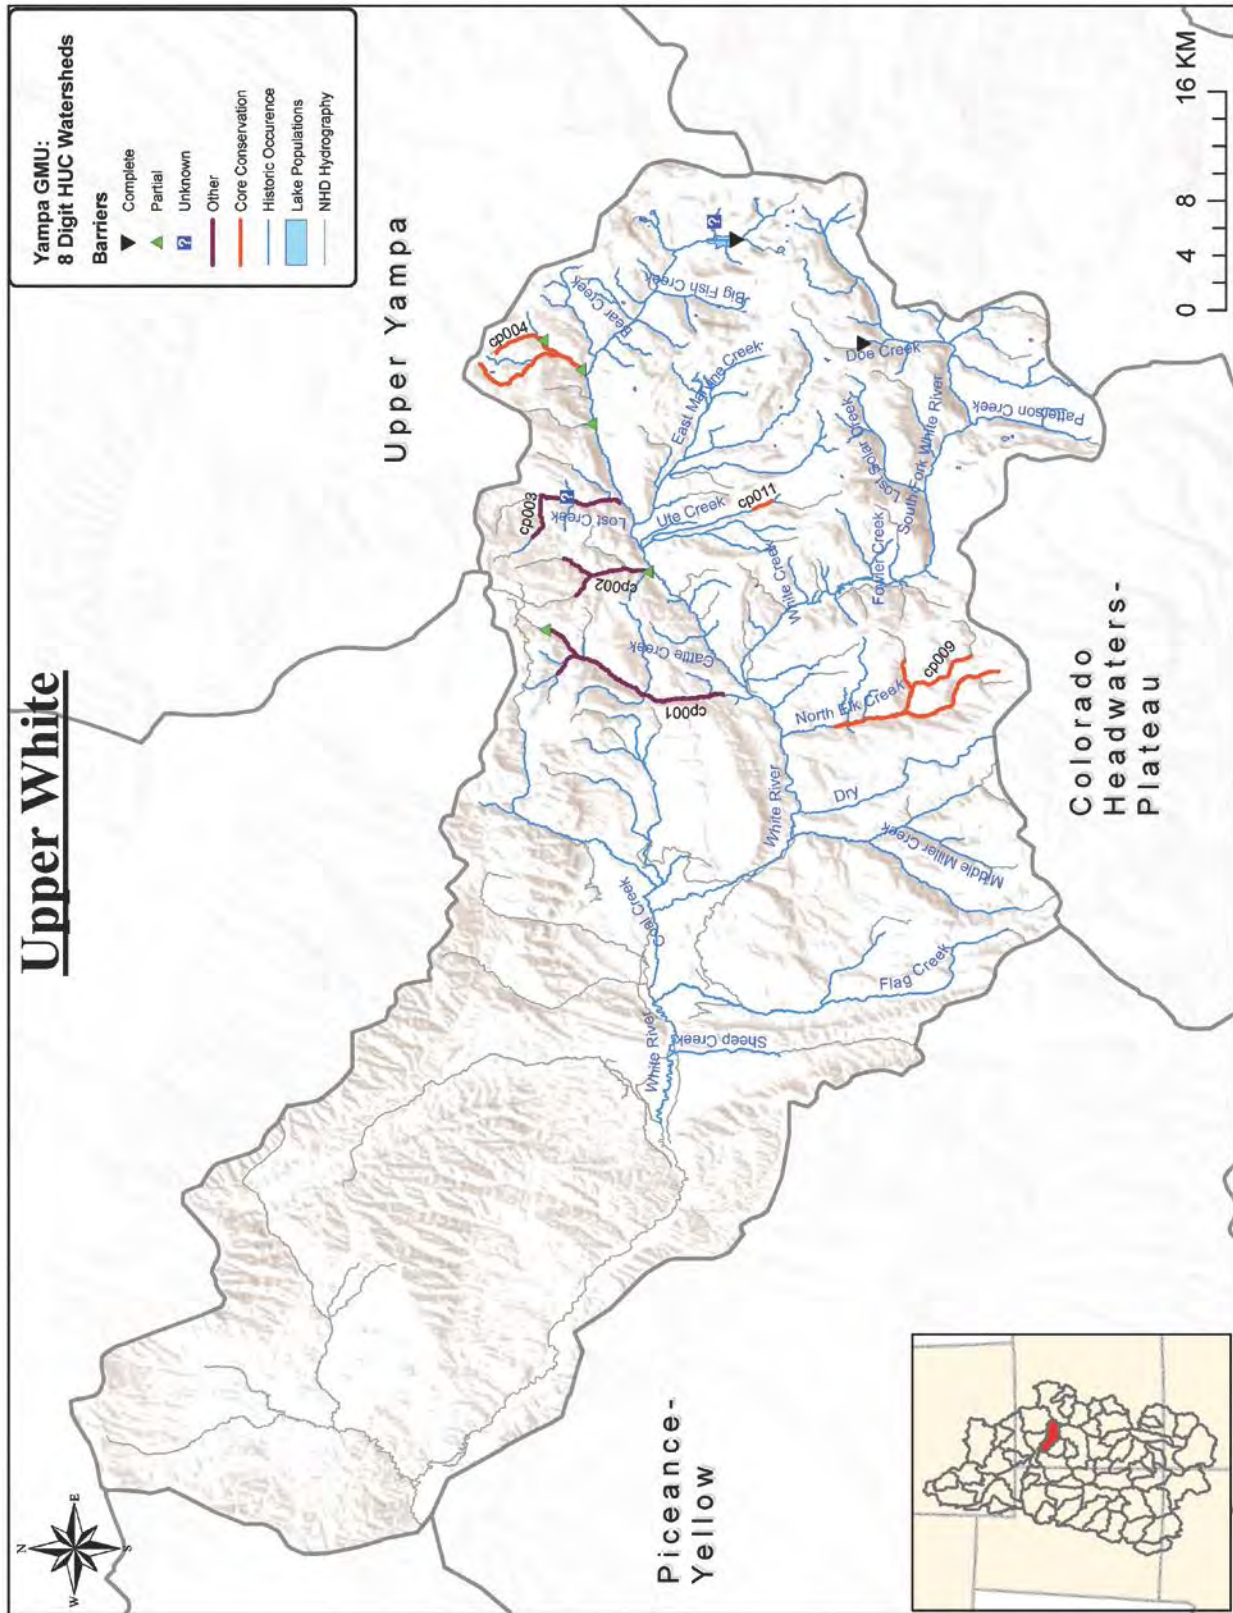 Upper White
Yampa GMU:
8 Digit HUC Watersheds
Barriers
Complete
Partial
?
Unknown
Other
Core Conservation
Historic Occurence
Lake Populations
NHD Hydrography
N
W
E
S
Upper Yampa
cp004
cp003
?
Lost Creek
cp002
cp001
Cattle Creek
Bear Creek
Big Fish Creek
?
East Marvine Creek
Ute Creek
cp011
White Creek
Doe Creek
Lost Solar Creek
South Fork White River
Fowler Creek
Patterson Creek
North Elk Creek
cp009
White River
Dry
Middle Miller Creek
Coal Creek
Flag Creek
White River
Sheep Creek
Piceance-
Yellow
Colorado
Headwaters-
Plateau
0 4 8 16 KM